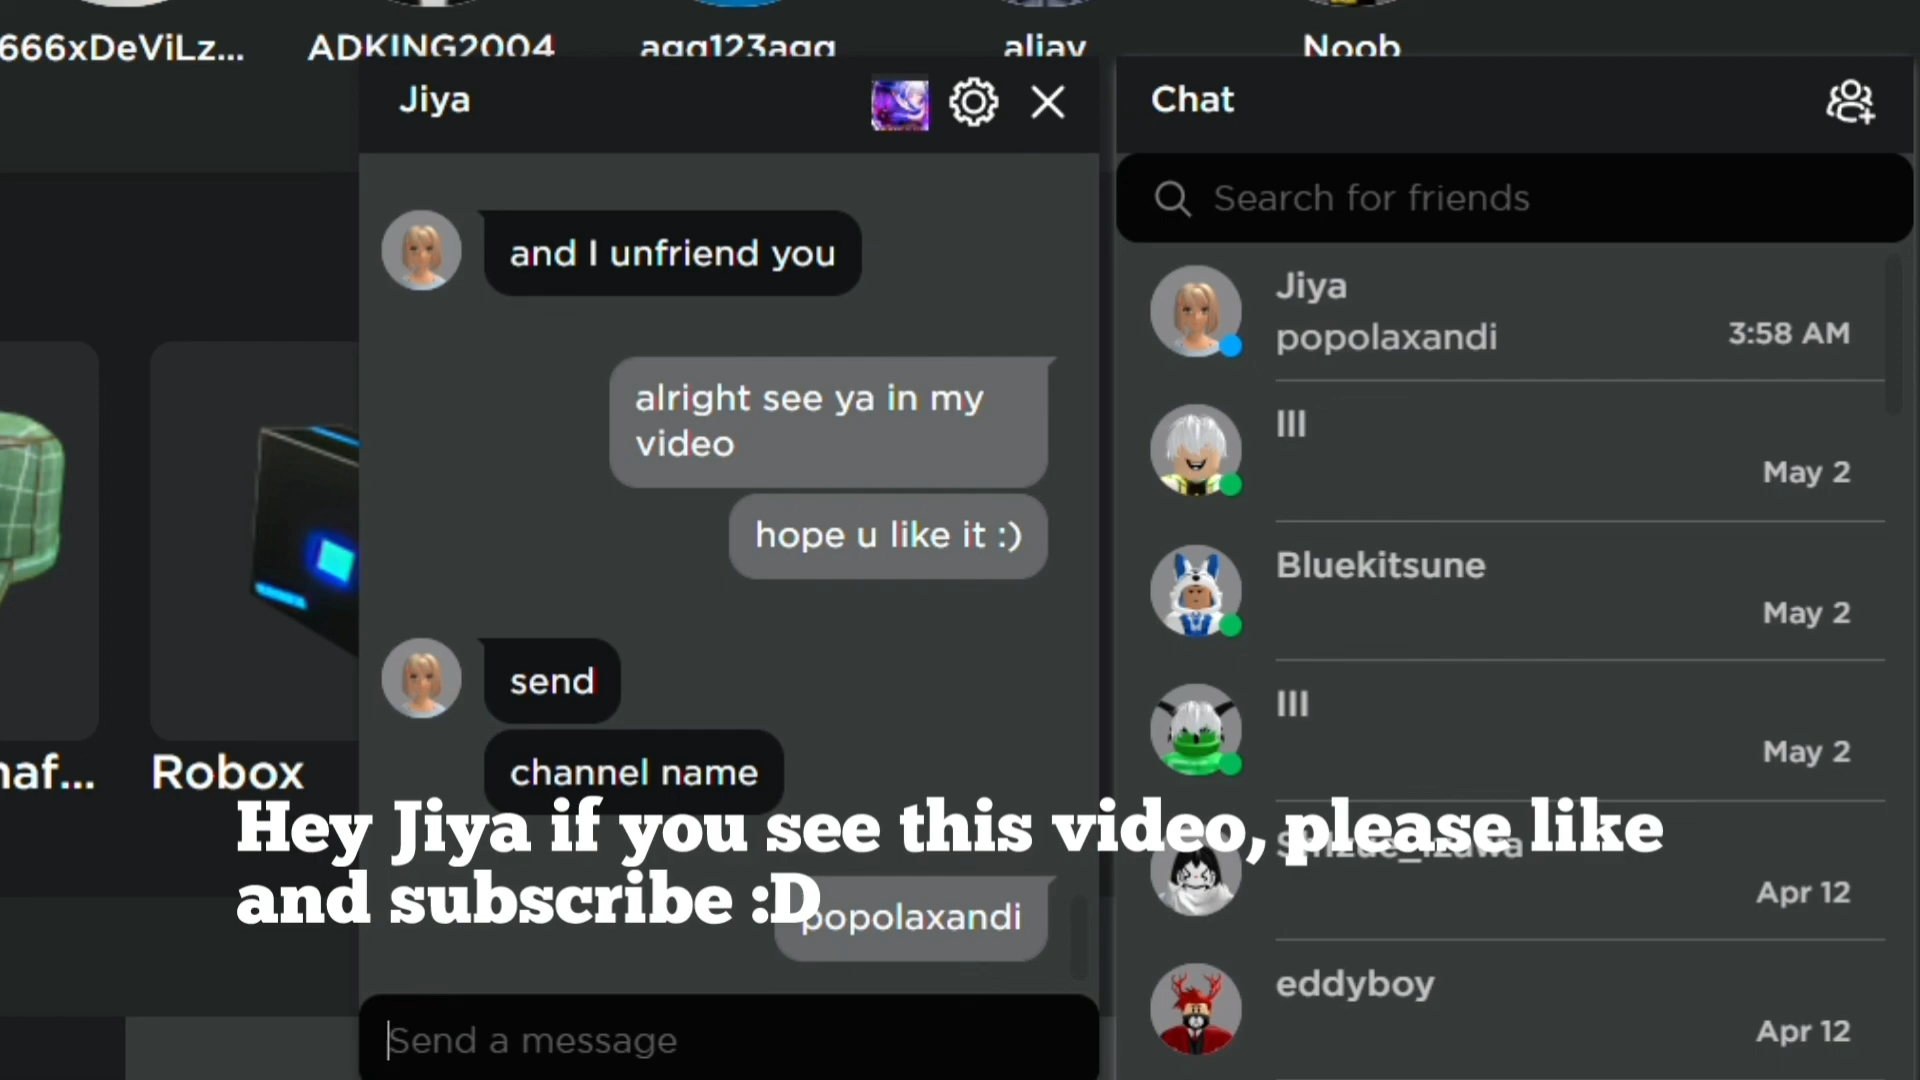 666xDeViLz...
ADKING2004
agg123agg
aliav
Noob
Jiya
and I unfriend you
alright see ya in my
video
hope u like it :)
send
channel name
popolaxandi
Send a message
Chat
Search for friends
Jiya
popolaxandi
3:58 AM
III
May 2
Bluekitsune
May 2
III
May 2
Apr 12
eddyboy
Apr 12
naf...
Robox
Hey Jiya if you see this video, please like
and subscribe :D